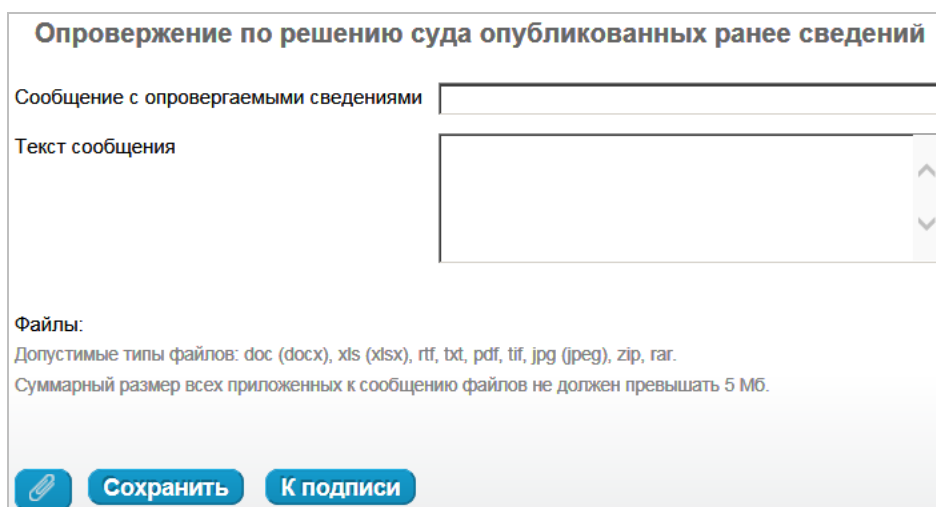 Опровержение по решению суда опубликованных ранее сведений
Сообщение с опровергаемыми сведениями
Текст сообщения
Файлы:
Допустимые типы файлов: doc (docx), xls (xlsx), rtf, txt, pdf, tif, jpg (jpeg), zip, rar.
Суммарный размер всех приложенных к сообщению файлов не должен превышать 5 Мб.
Сохранить
К подписи